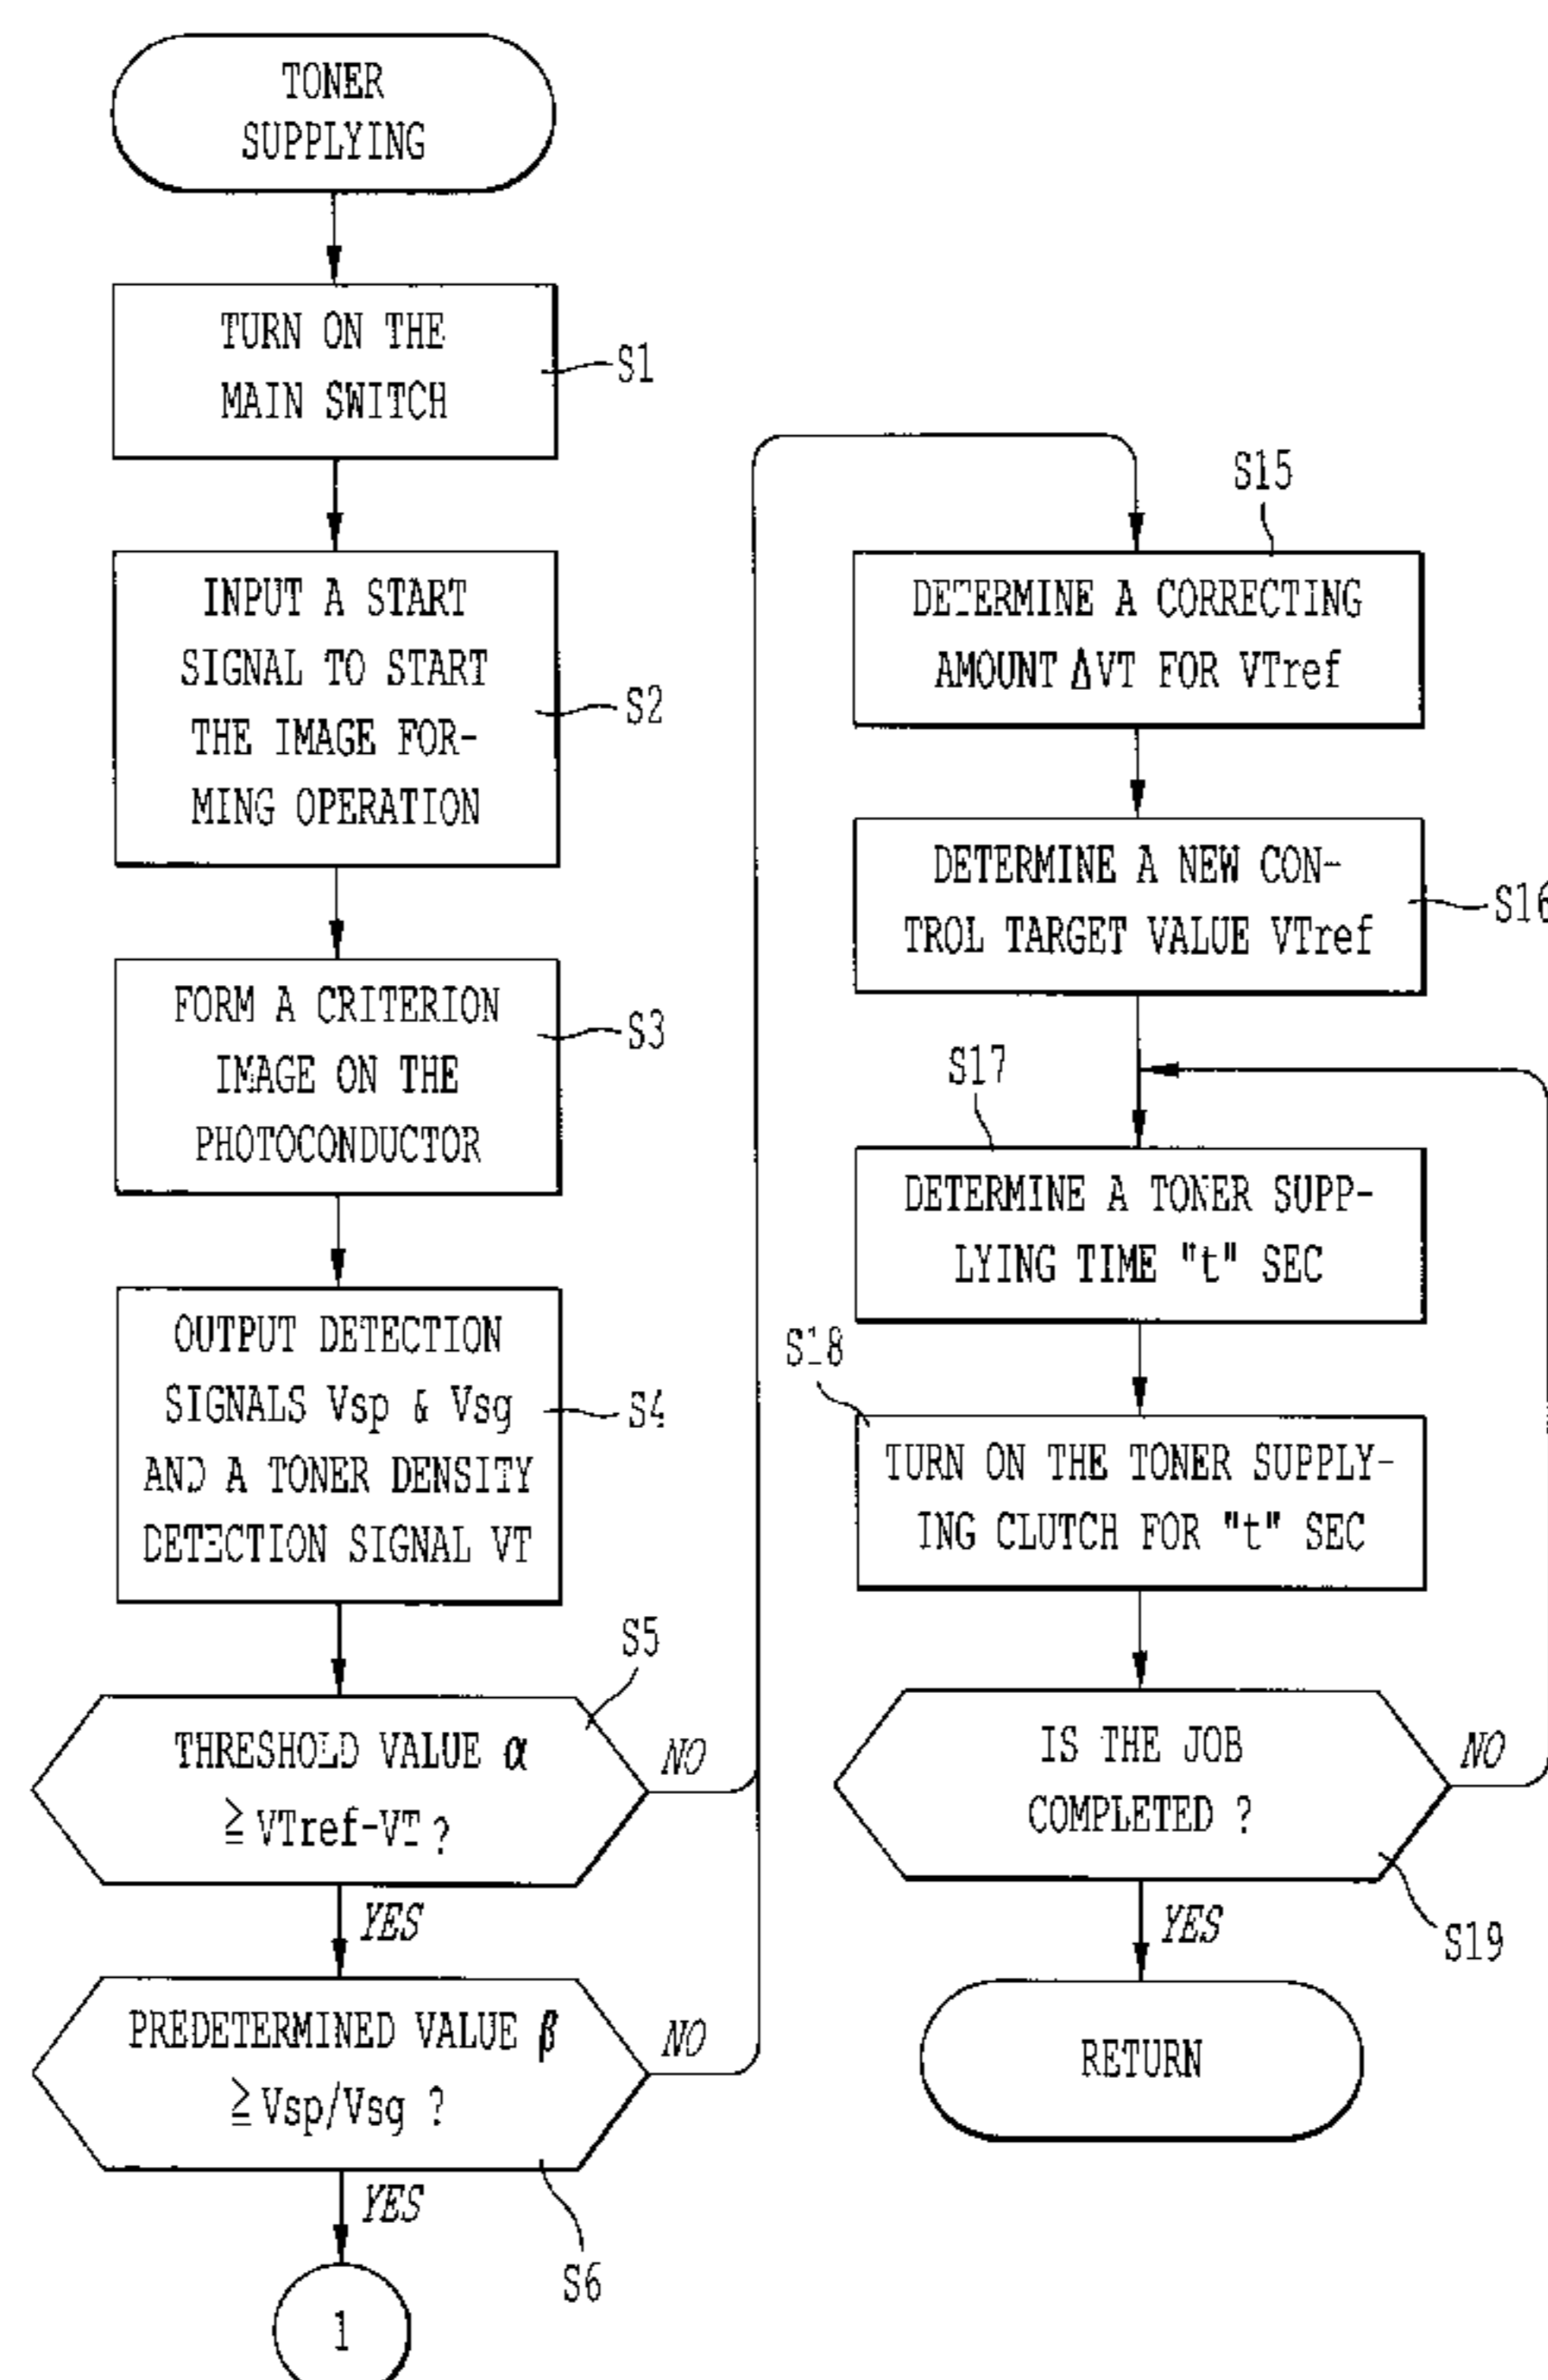 TONER
SUPPLYING
TURN ON THE
MAIN SWITCH
S1
INPUT A START
SIGNAL TO START
THE IMAGE FOR-
MING OPERATION
S2
FORM A CRITERION
IMAGE ON THE
PHOTOCONDUCTOR
S3
OUTPUT DETECTION
SIGNALS Vsp & Vsg
AND A TONER DENSITY
DETECTION SIGNAL VT
S4
S5
THRESHOLD VALUE α
≧ VTref-VT ?
NO
YES
PREDETERMINED VALUE β
≧ Vsp/Vsg ?
NO
YES
S6
1
S15
DETERMINE A CORRECTING
AMOUNT ΔVT FOR VTref
DETERMINE A NEW CON-
TROL TARGET VALUE VTref
S16
S17
DETERMINE A TONER SUPP-
LYING TIME "t" SEC
S18
TURN ON THE TONER SUPPLY-
ING CLUTCH FOR "t" SEC
IS THE JOB
COMPLETED ?
NO
S19
YES
RETURN